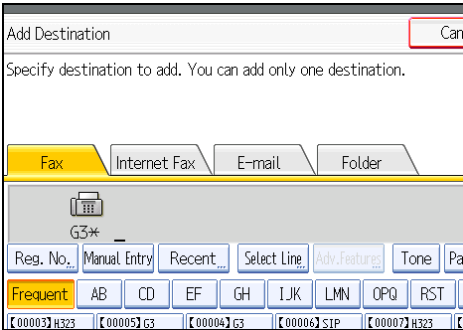 Add Destination Can
Specify destination to add. You can add only one destination.
Fax Internet Fax E-mail Folder
G3* _
Reg. No. Manual Entry Recent Select Line Adv.Features Tone Pa
Frequent AB CD EF GH IJK LMN OPQ RST
【00003】H323 【00005】G3 【00004】G3 【00006】SIP 【00007】H323